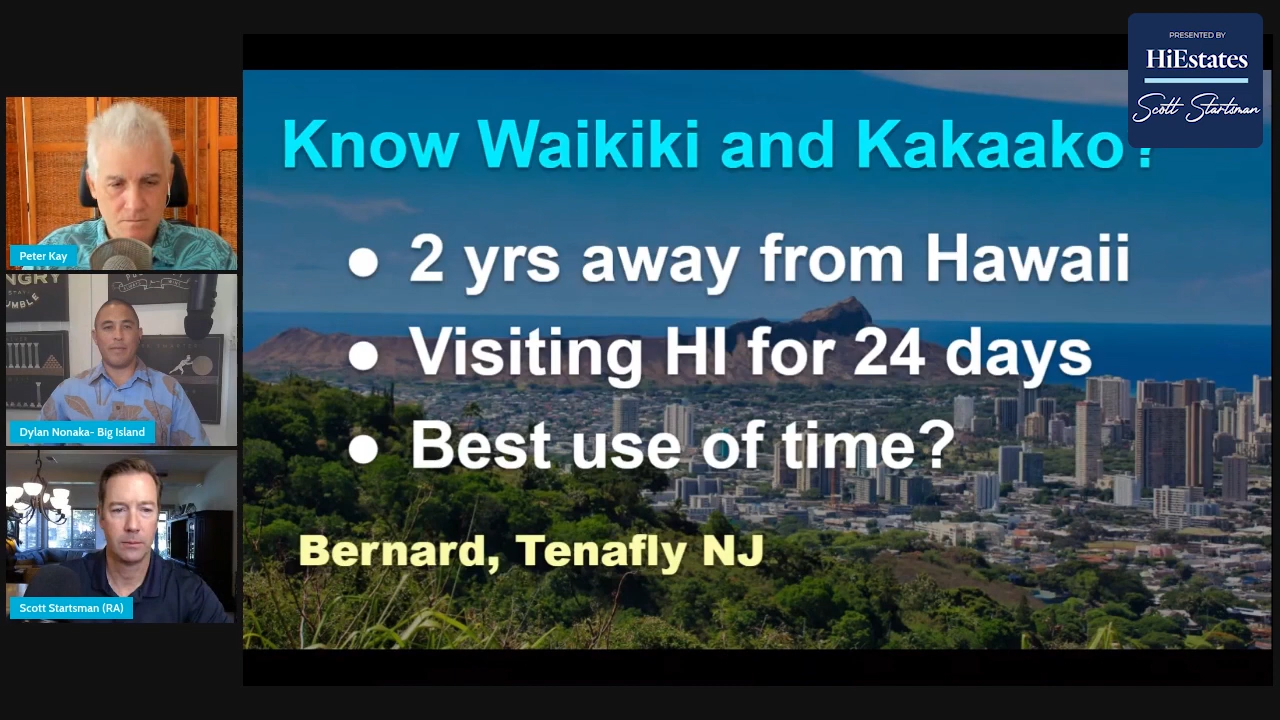 PRESENTED BY
HiEstates
Scott Startsman
Know Waikiki and Kakaako?
● 2 yrs away from Hawaii
● Visiting HI for 24 days
● Best use of time?
Bernard, Tenafly NJ
Peter Kay
Dylan Nonaka- Big Island
Scott Startsman (RA)